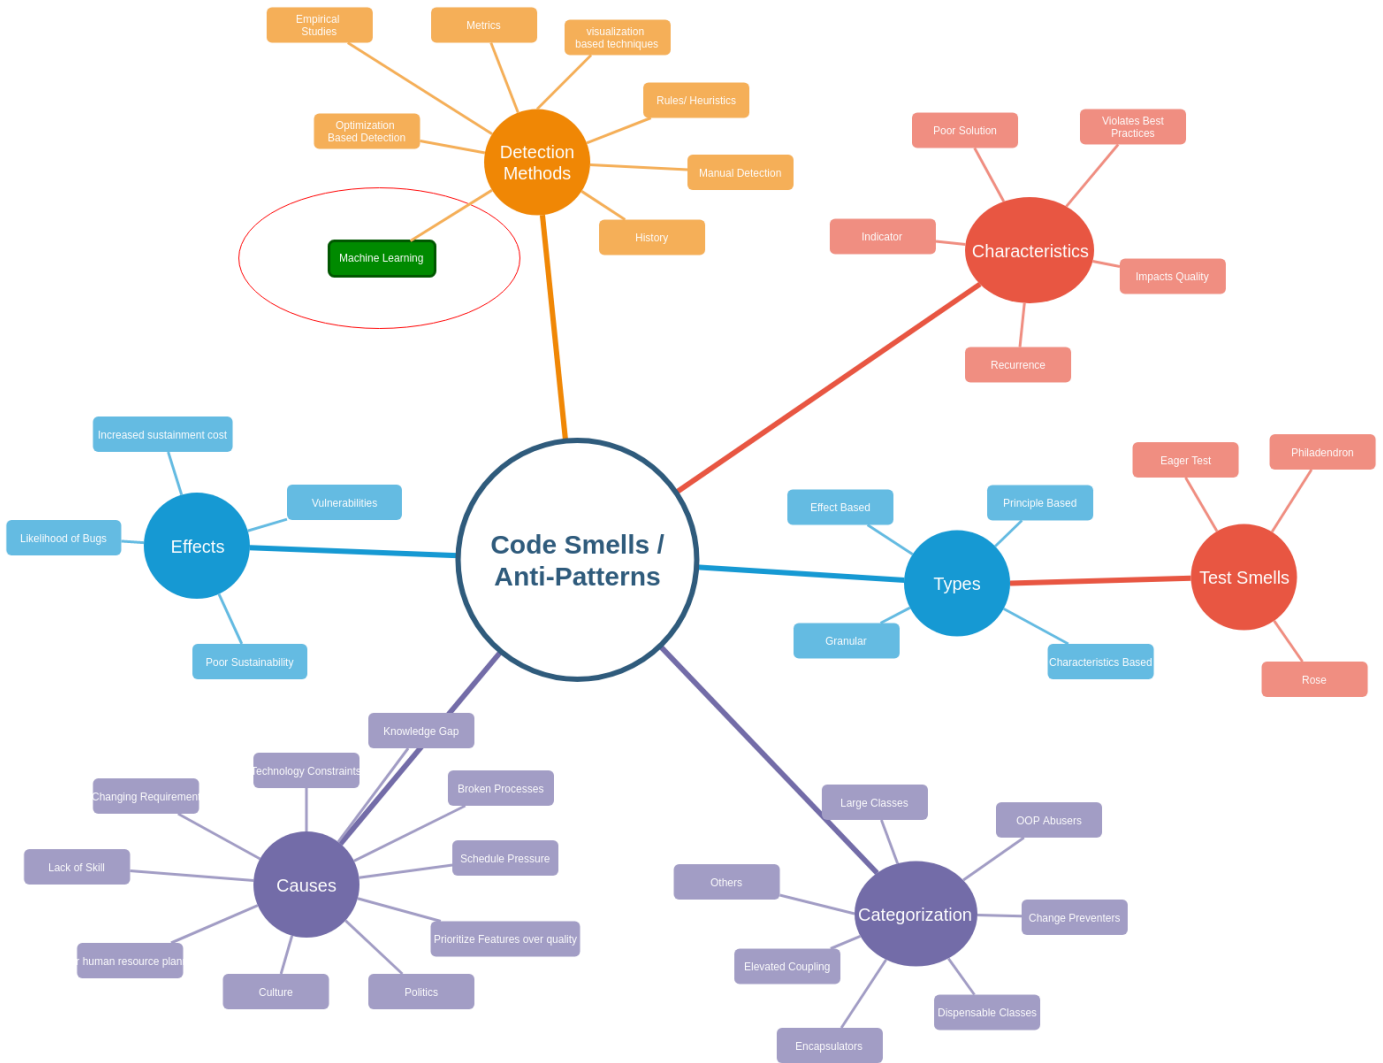 Empirical
Studies
Metrics
visualization
based techniques
Rules/ Heuristics
Optimization
Based Detection
Detection
Methods
Manual Detection
History
Machine Learning
Poor Solution
Violates Best
Practices
Indicator
Characteristics
Impacts Quality
Recurrence
Increased sustainment cost
Vulnerabilities
Likelihood of Bugs
Effects
Poor Sustainability
Code Smells /
Anti-Patterns
Effect Based
Principle Based
Types
Granular
Characteristics Based
Eager Test
Philadendron
Test Smells
Rose
Knowledge Gap
Technology Constraints
Changing Requirement
Broken Processes
Lack of Skill
Schedule Pressure
Causes
Prioritize Features over quality
r human resource plan
Culture
Politics
Large Classes
OOP Abusers
Others
Categorization
Change Preventers
Elevated Coupling
Dispensable Classes
Encapsulators